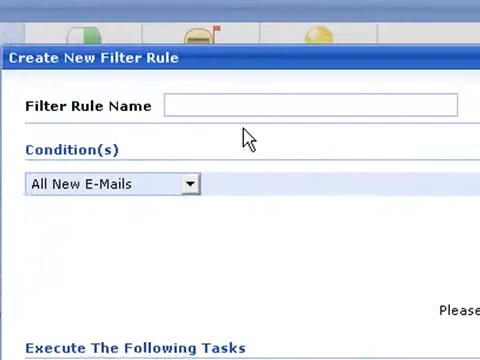 Create New Filter Rule
Filter Rule Name
Condition(s)
All New E-Mails
Please
Execute The Following Tasks